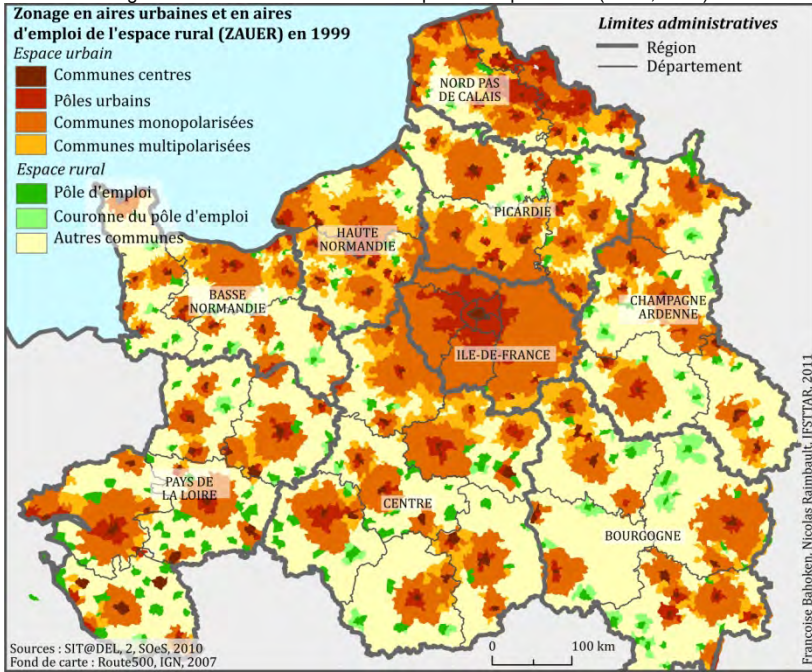 Zonage en aires urbaines et en aires
d'emploi de l'espace rural (ZAUER) en 1999
Espace urbain
Communes centres
Pôles urbains
Communes monopolarisées
Communes multipolarisées
Espace rural
Pôle d'emploi
Couronne du pôle d'emploi
Autres communes
Limites administratives
Région
Département
NORD PAS
DE CALAIS
PICARDIE
HAUTE
NORMANDIE
BASSE
NORMANDIE
CHAMPAGNE
ARDENNE
ILE-DE-FRANCE
PAYS DE
LA LOIRE
CENTRE
BOURGOGNE
Sources : SIT@DEL, 2, SOeS, 2010
Fond de carte : Route500, IGN, 2007
0 100 km
Françoise Bahoken, Nicolas Raimbault, IFSTTAR, 2011